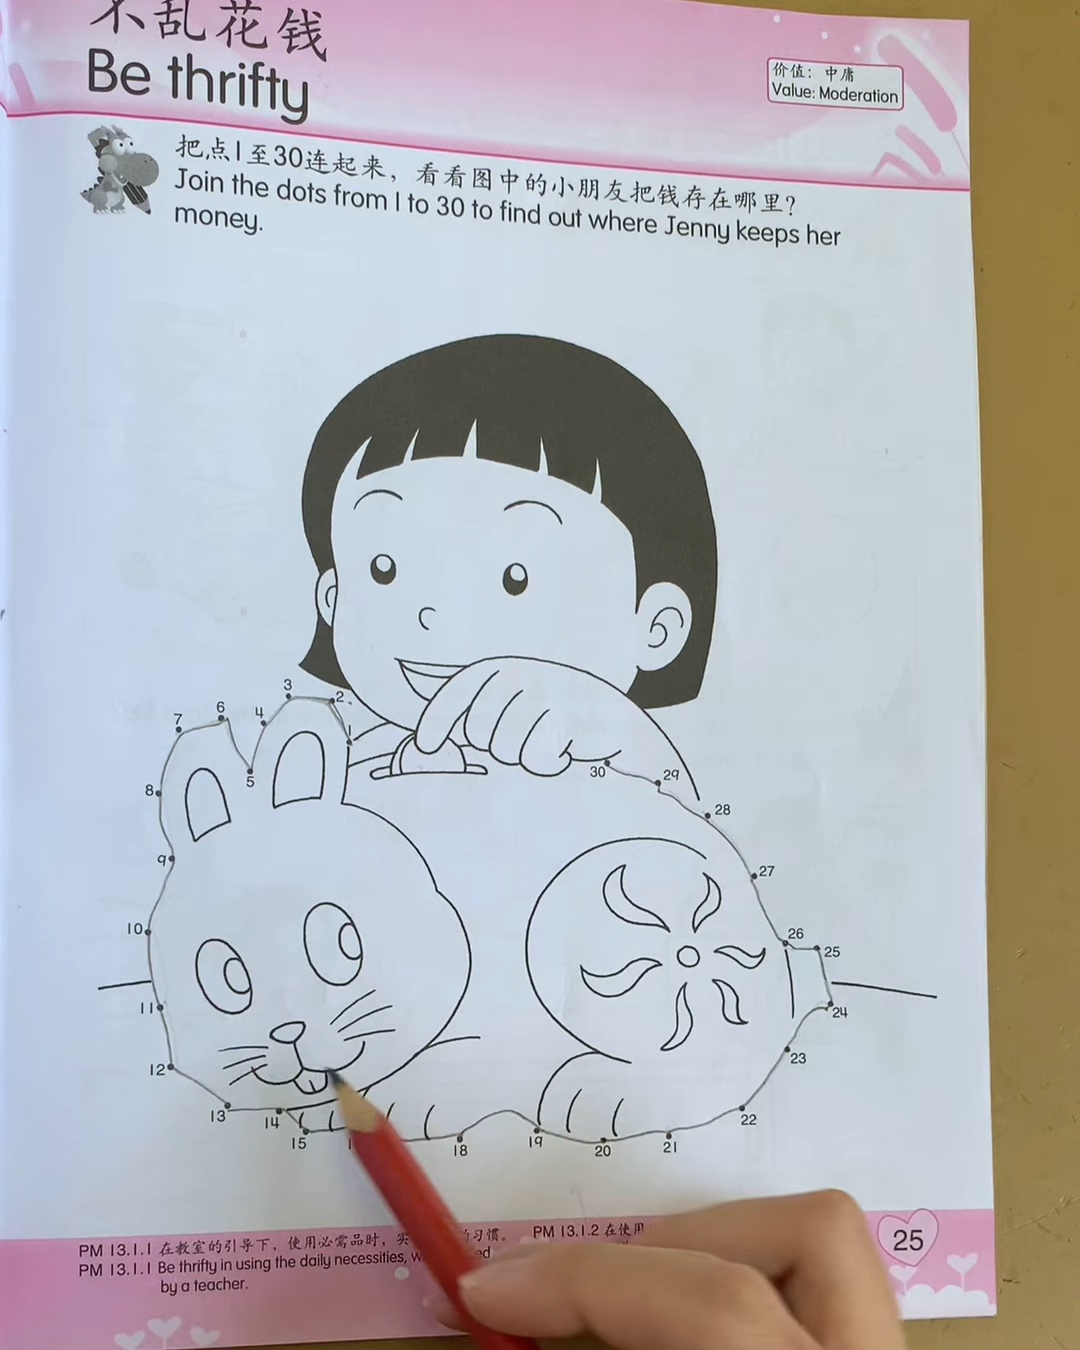 不乱花钱
Be thrifty
价值：中庸
Value: Moderation
把点1至30连起来，看看图中的小朋友把钱存在哪里？
Join the dots from 1 to 30 to find out where Jenny keeps her
money.
3
2
1
6
4
7
5
8
30
29
28
9
27
10
26
25
11
24
12
23
13
14
15
18
19
20
21
22
PM 13.1.1 在教室的引导下，使用必需品时，实 的习惯。 PM 13.1.2 在使用
PM 13.1.1 Be thrifty in using the daily necessities,
by a teacher.
25